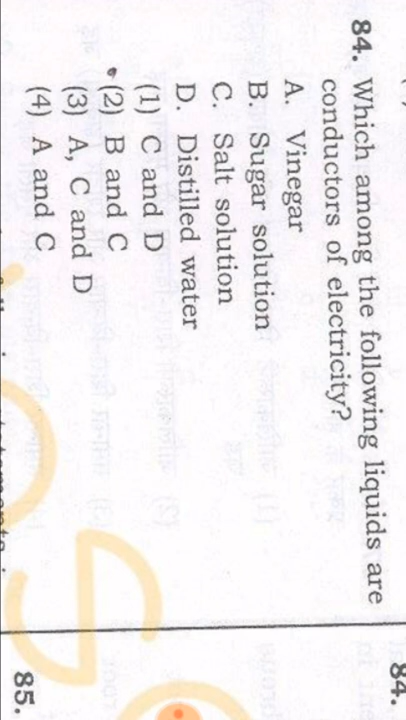 84. Which among the following liquids are
conductors of electricity?
A. Vinegar
B. Sugar solution
C. Salt solution
D. Distilled water
(1) C and D
(2) B and C
(3) A, C and D
(4) A and C
84.
85.